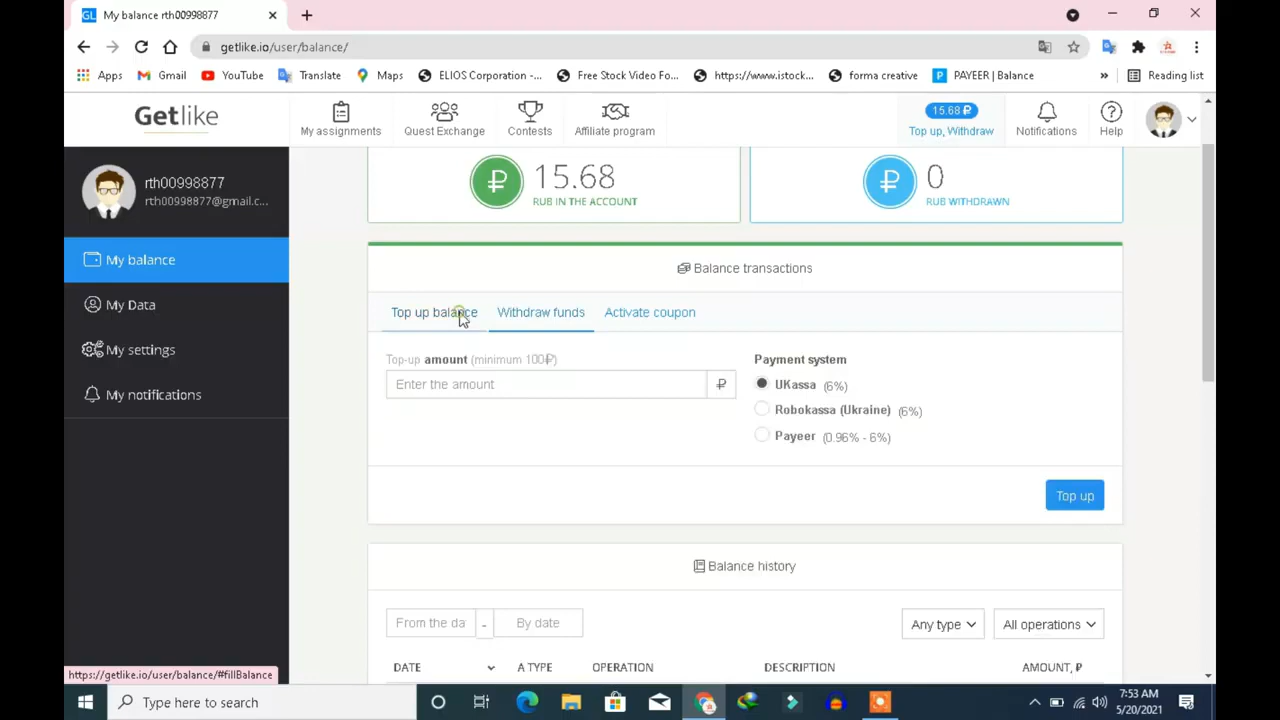 My balance rth00998877
getlike.io/user/balance/
Apps Gmail YouTube Translate Maps ELIOS Corporation -... Free Stock Video Fo... https://www.istock... forma creative PAYEER | Balance » Reading list
Getlike
My assignments
Quest Exchange
Contests
Affiliate program
15.68 ₽
Top up, Withdraw
Notifications
Help
rth00998877
rth00998877@gmail.c...
My balance
My Data
My settings
My notifications
15.68
RUB IN THE ACCOUNT
0
RUB WITHDRAWN
Balance transactions
Top up balance Withdraw funds Activate coupon
Top-up amount (minimum 100₽)
Enter the amount ₽
Payment system
UKassa (6%)
Robokassa (Ukraine) (6%)
Payeer (0.96% - 6%)
Top up
Balance history
From the da - By date Any type All operations
DATE A TYPE OPERATION DESCRIPTION AMOUNT, ₽
https://getlike.io/user/balance/#fillBalance
Type here to search
7:53 AM
5/20/2021